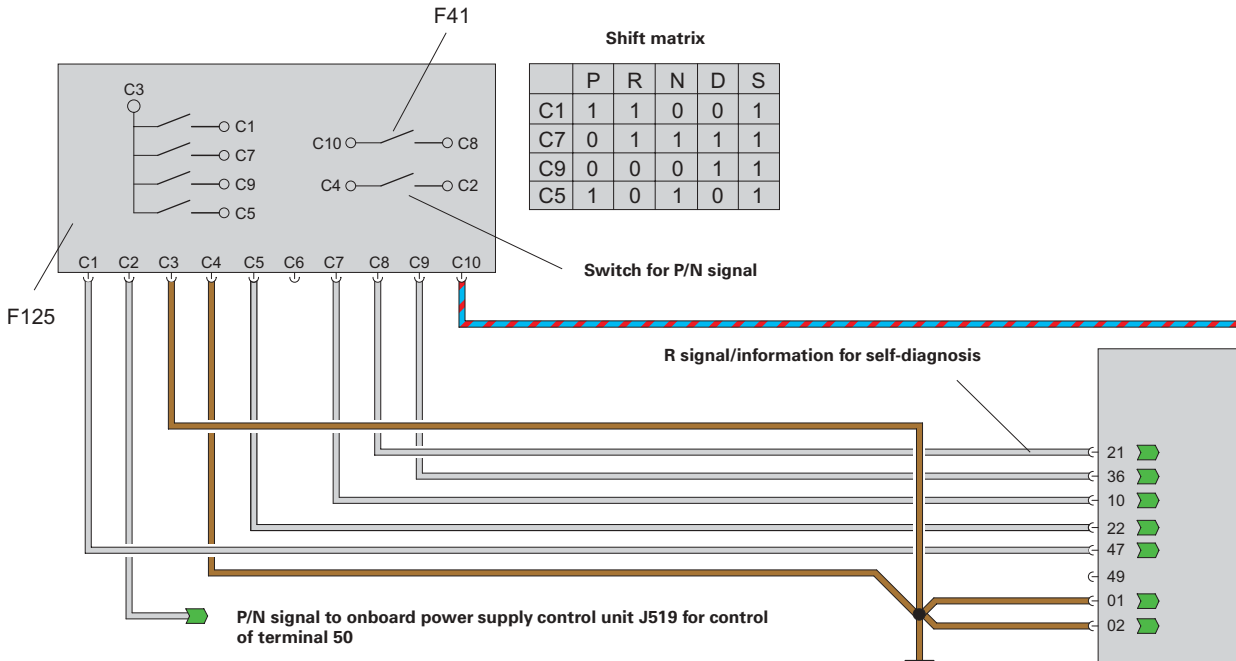 F41
Shift matrix
C3
C1
C7
C9
C5
C10 C8
C4 C2
P R N D S
C1 1 1 0 0 1
C7 0 1 1 1 1
C9 0 0 0 1 1
C5 1 0 1 0 1
C1 C2 C3 C4 C5 C6 C7 C8 C9 C10
Switch for P/N signal
F125
R signal/information for self-diagnosis
21
36
10
22
47
49
01
02
P/N signal to onboard power supply control unit J519 for control
of terminal 50